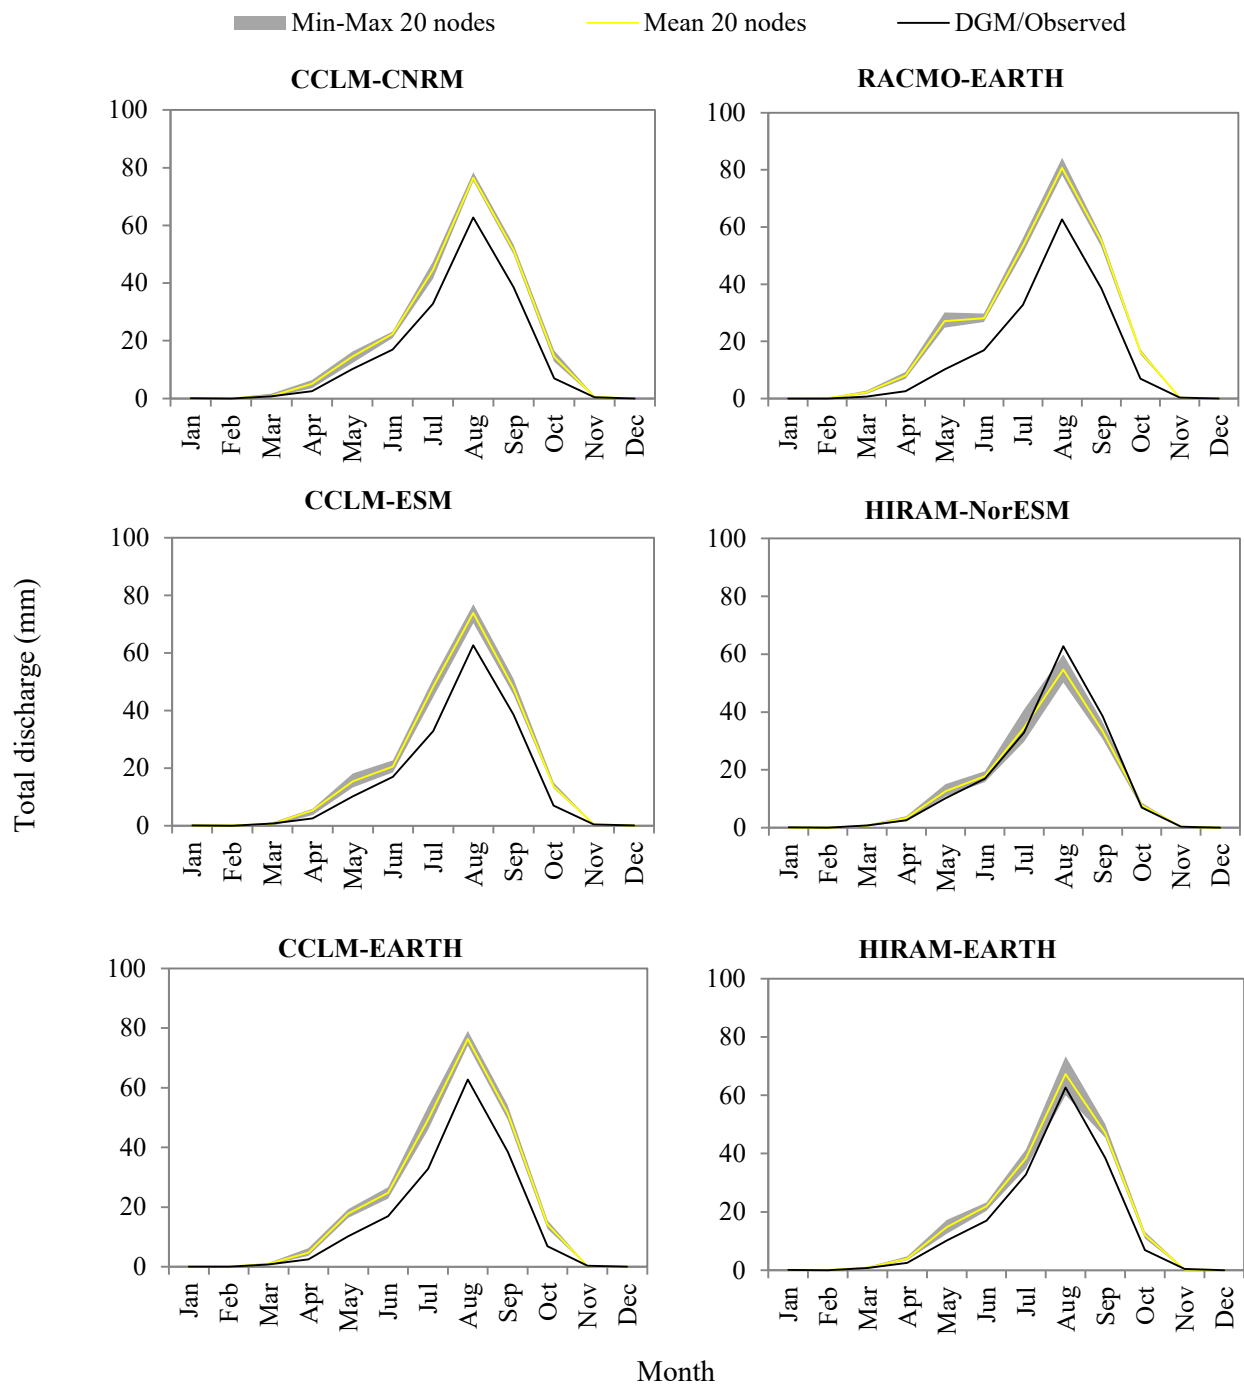 Min-Max 20 nodes Mean 20 nodes DGM/Observed
CCLM-CNRM
100
80
60
40
20
0
Jan Feb Mar Apr May Jun Jul Aug Sep Oct Nov Dec
RACMO-EARTH
100
80
60
40
20
0
Jan Feb Mar Apr May Jun Jul Aug Sep Oct Nov Dec
Total discharge (mm)
CCLM-ESM
100
80
60
40
20
0
Jan Feb Mar Apr May Jun Jul Aug Sep Oct Nov Dec
HIRAM-NorESM
100
80
60
40
20
0
Jan Feb Mar Apr May Jun Jul Aug Sep Oct Nov Dec
CCLM-EARTH
100
80
60
40
20
0
Jan Feb Mar Apr May Jun Jul Aug Sep Oct Nov Dec
HIRAM-EARTH
100
80
60
40
20
0
Jan Feb Mar Apr May Jun Jul Aug Sep Oct Nov Dec
Month